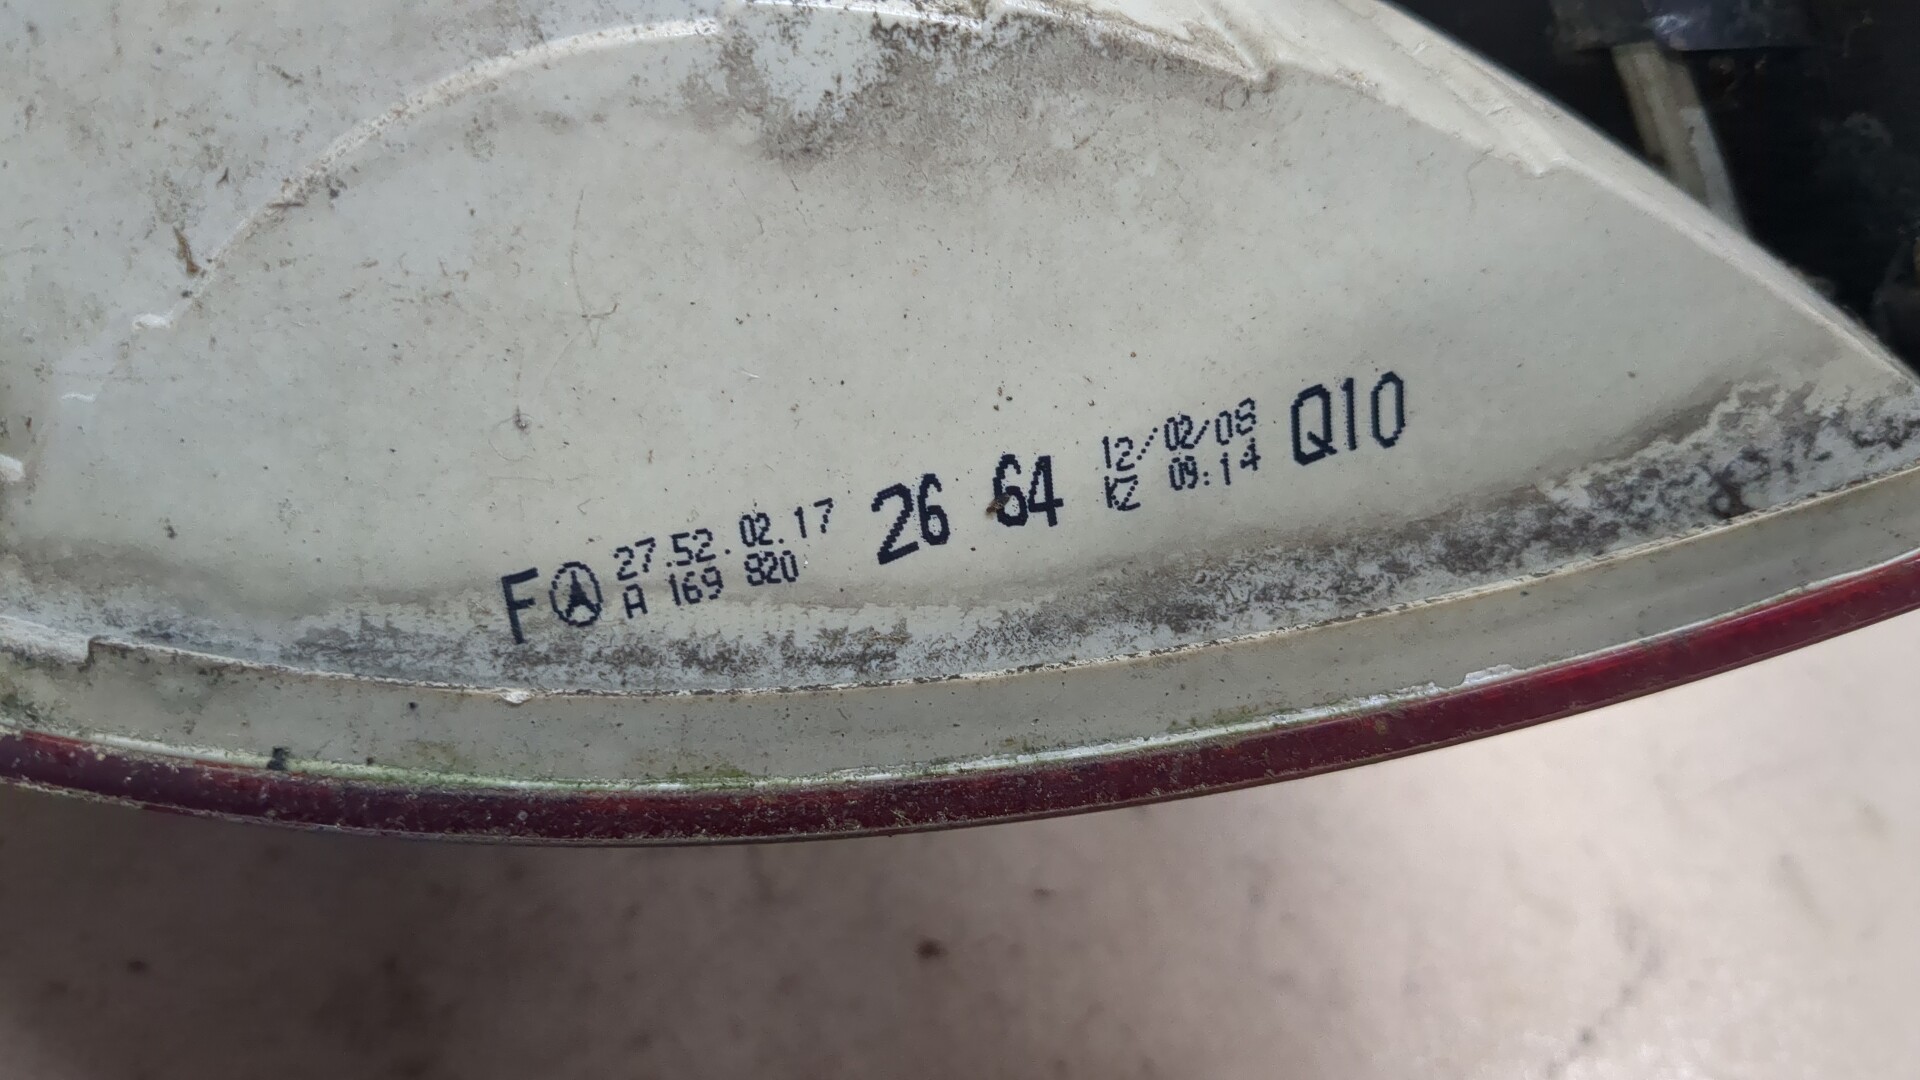 F 27.52.02.17 26 64 12/02/08 Q10
A 169 820 KZ 09:14